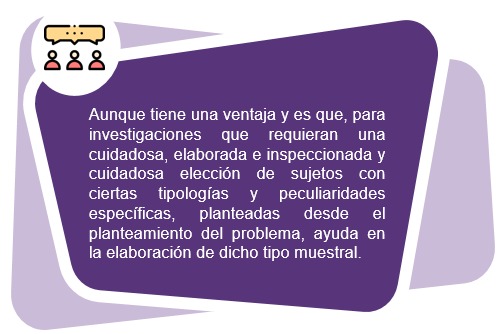 Aunque tiene una ventaja y es que, para
investigaciones que requieran una
cuidadosa, elaborada e inspeccionada y
cuidadosa elección de sujetos con
ciertas tipologías y peculiaridades
específicas, planteadas desde el
planteamiento del problema, ayuda en
la elaboración de dicho tipo muestral.